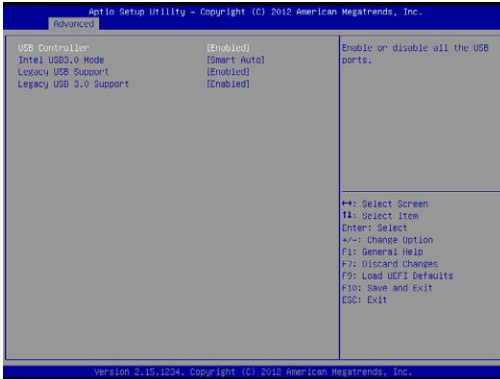 Aptio Setup Utility – Copyright (C) 2012 American Megatrends, Inc.
Advanced
USB Controller [Enabled]
Intel USB3.0 Mode [Smart Auto]
Legacy USB Support [Enabled]
Legacy USB 3.0 Support [Enabled]
Enable or disable all the USB
ports.
↔: Select Screen
↑↓: Select Item
Enter: Select
+/-: Change Option
F1: General Help
F7: Discard Changes
F9: Load UEFI Defaults
F10: Save and Exit
ESC: Exit
Version 2.15.1234. Copyright (C) 2012 American Megatrends, Inc.